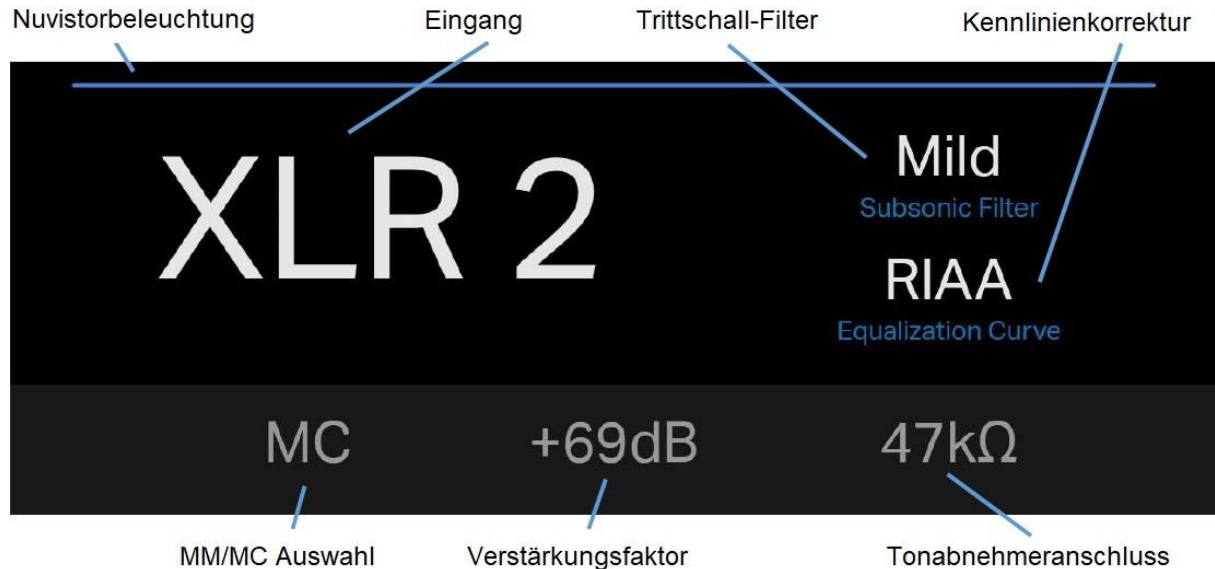 Nuvistorbeleuchtung Eingang Trittschall-Filter Kennlinienkorrektur
XLR 2
Mild
Subsonic Filter
RIAA
Equalization Curve
MC +69dB 47kΩ
MM/MC Auswahl Verstärkungsfaktor Tonabnehmeranschluss